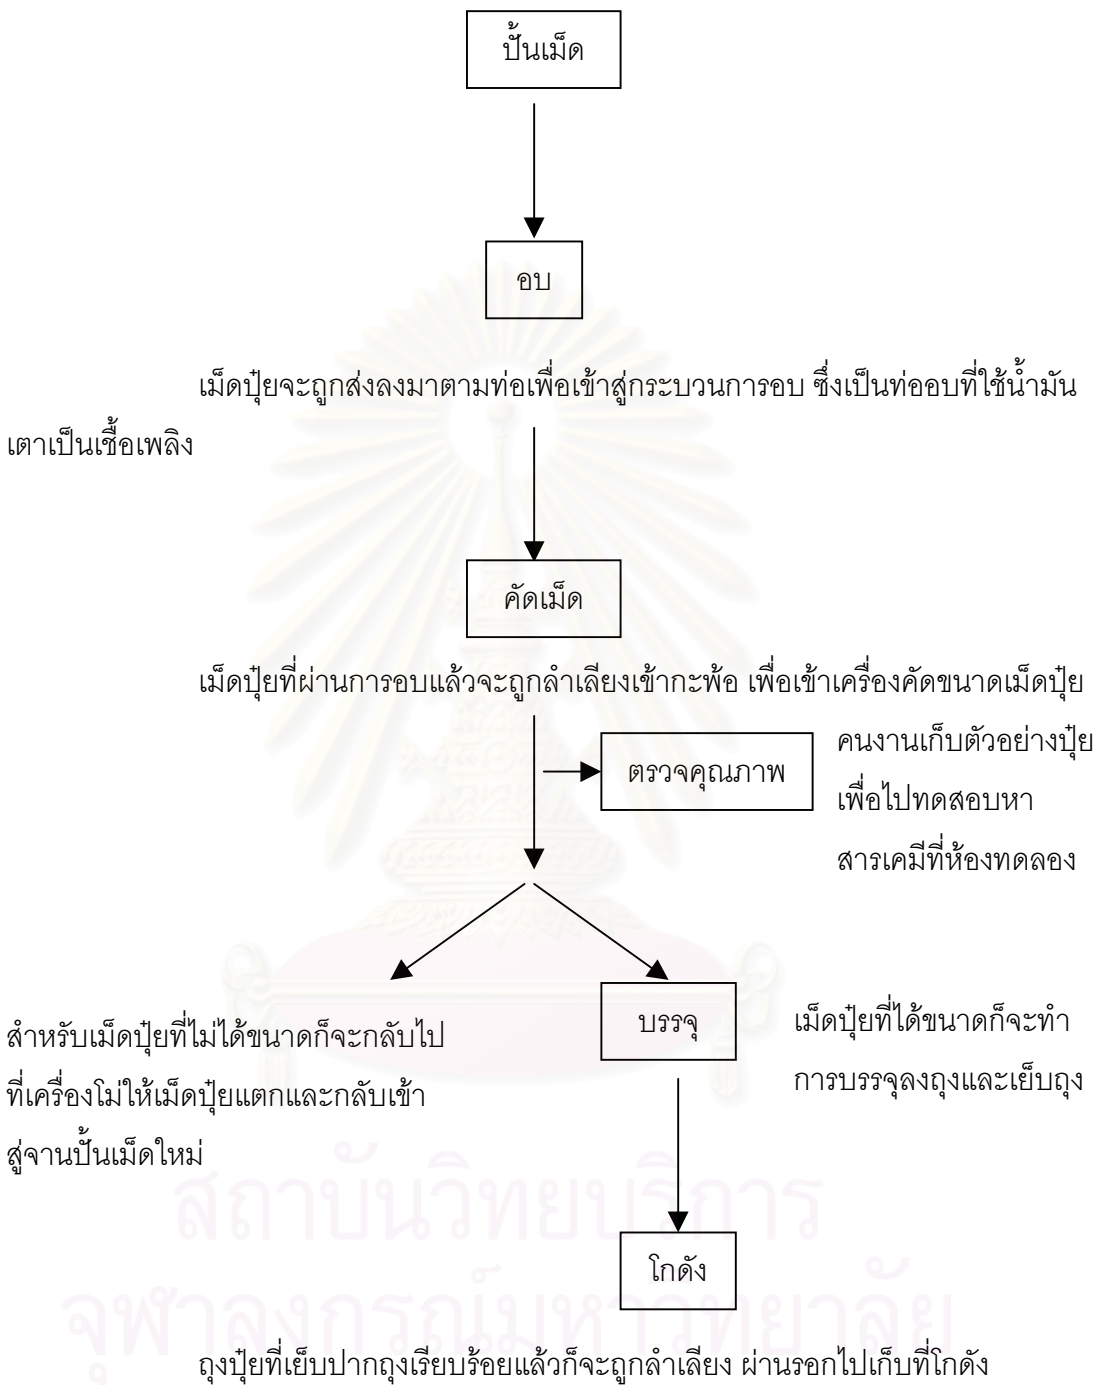 ปั้นเม็ด
อบ
เม็ดปุ๋ยจะถูกส่งลงมาตามท่อเพื่อเข้าสู่กระบวนการอบ ซึ่งเป็นท่ออบที่ใช้น้ำมัน
เตาเป็นเชื้อเพลิง
คัดเม็ด
เม็ดปุ๋ยที่ผ่านการอบแล้วจะถูกลำเลียงเข้ากะพ้อ เพื่อเข้าเครื่องคัดขนาดเม็ดปุ๋ย
ตรวจคุณภาพ
คนงานเก็บตัวอย่างปุ๋ย
เพื่อไปทดสอบหา
สารเคมีที่ห้องทดลอง
สำหรับเม็ดปุ๋ยที่ไม่ได้ขนาดก็จะกลับไป
ที่เครื่องโม่ให้เม็ดปุ๋ยแตกและกลับเข้า
สู่จานปั้นเม็ดใหม่
บรรจุ
เม็ดปุ๋ยที่ได้ขนาดก็จะทำ
การบรรจุลงถุงและเย็บถุง
สถาบันวิทยบริการ
โกดัง
จุฬาลงกรณ์มหาวิทยาลัย
ถุงปุ๋ยที่เย็บปากถุงเรียบร้อยแล้วก็จะถูกลำเลียง ผ่านรอกไปเก็บที่โกดัง